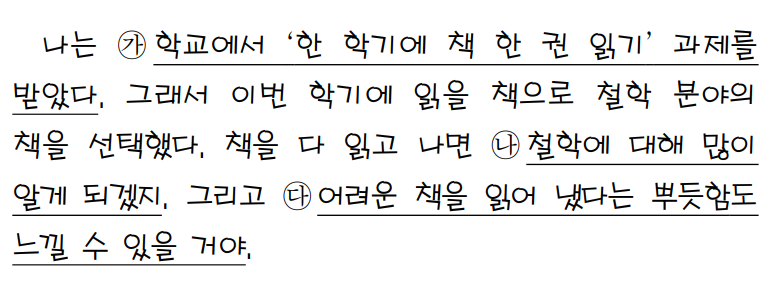 나는 ㉮ 학교에서 ‘한 학기에 책 한 권 읽기’ 과제를
받았다. 그래서 이번 학기에 읽을 책으로 철학 분야의
책을 선택했다. 책을 다 읽고 나면 ㉯ 철학에 대해 많이
알게 되겠지. 그리고 ㉰ 어려운 책을 읽어 냈다는 뿌듯함도
느낄 수 있을 거야.